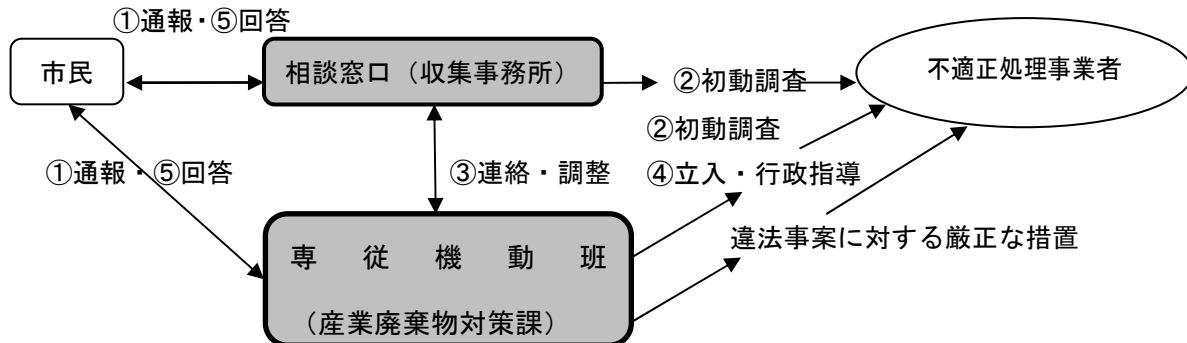 ①通報・⑤回答
市民
相談窓口（収集事務所）
②初動調査
不適正処理事業者
②初動調査
①通報・⑤回答
③連絡・調整
④立入・行政指導
違法事案に対する厳正な措置
専従機動班
（産業廃棄物対策課）